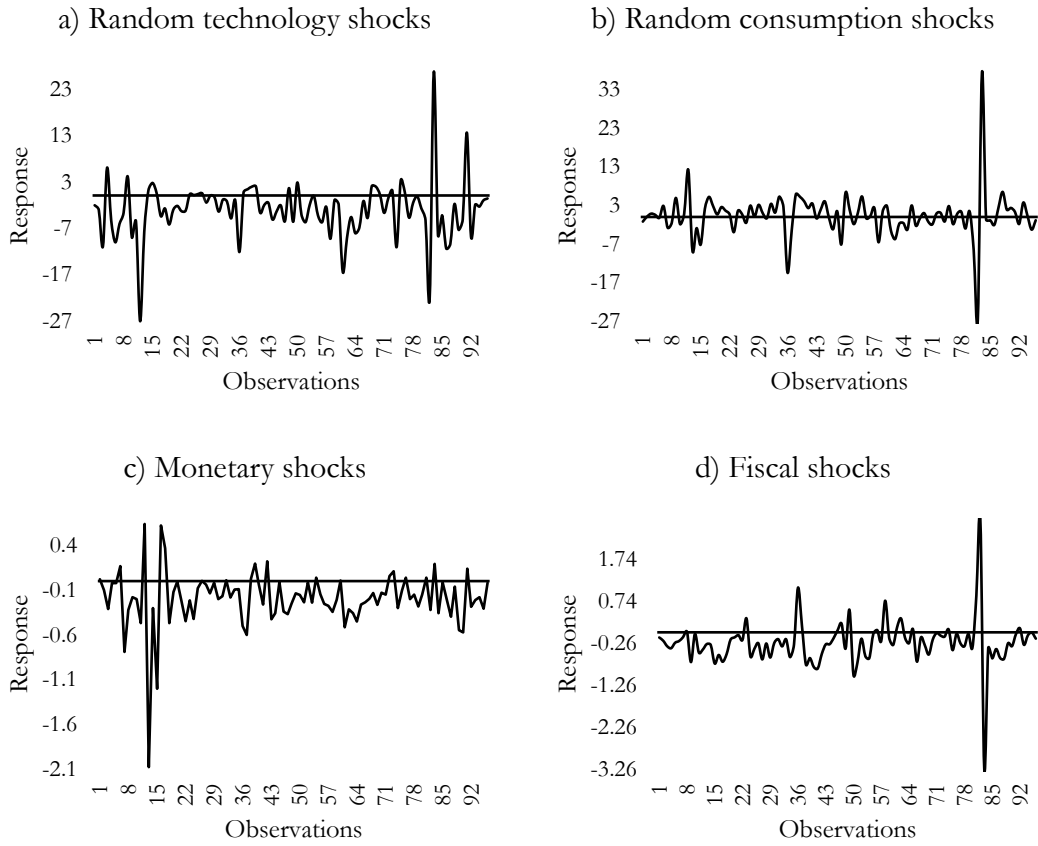 a) Random technology shocks
Response
23
13
3
-7
-17
-27
1 8 15 22 29 36 43 50 57 64 71 78 85 92
Observations
b) Random consumption shocks
Response
33
23
13
3
-7
-17
-27
1 8 15 22 29 36 43 50 57 64 71 78 85 92
Observations
c) Monetary shocks
Response
0.4
-0.1
-0.6
-1.1
-1.6
-2.1
1 8 15 22 29 36 43 50 57 64 71 78 85 92
Observations
d) Fiscal shocks
Response
1.74
0.74
-0.26
-1.26
-2.26
-3.26
1 8 15 22 29 36 43 50 57 64 71 78 85 92
Observations